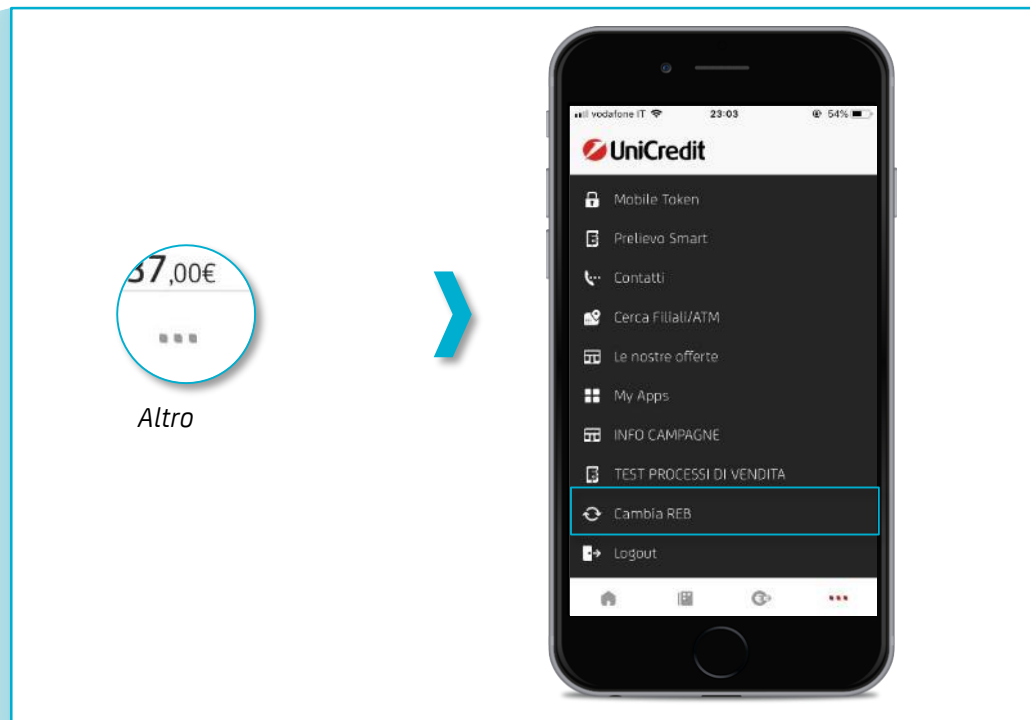 37,00€
Altro
vodafone IT 23:03 54%
UniCredit
Mobile Token
Prelievo Smart
Contatti
Cerca Filiali/ATM
Le nostre offerte
My Apps
INFO CAMPAGNE
TEST PROCESSI DI VENDITA
Cambia REB
Logout